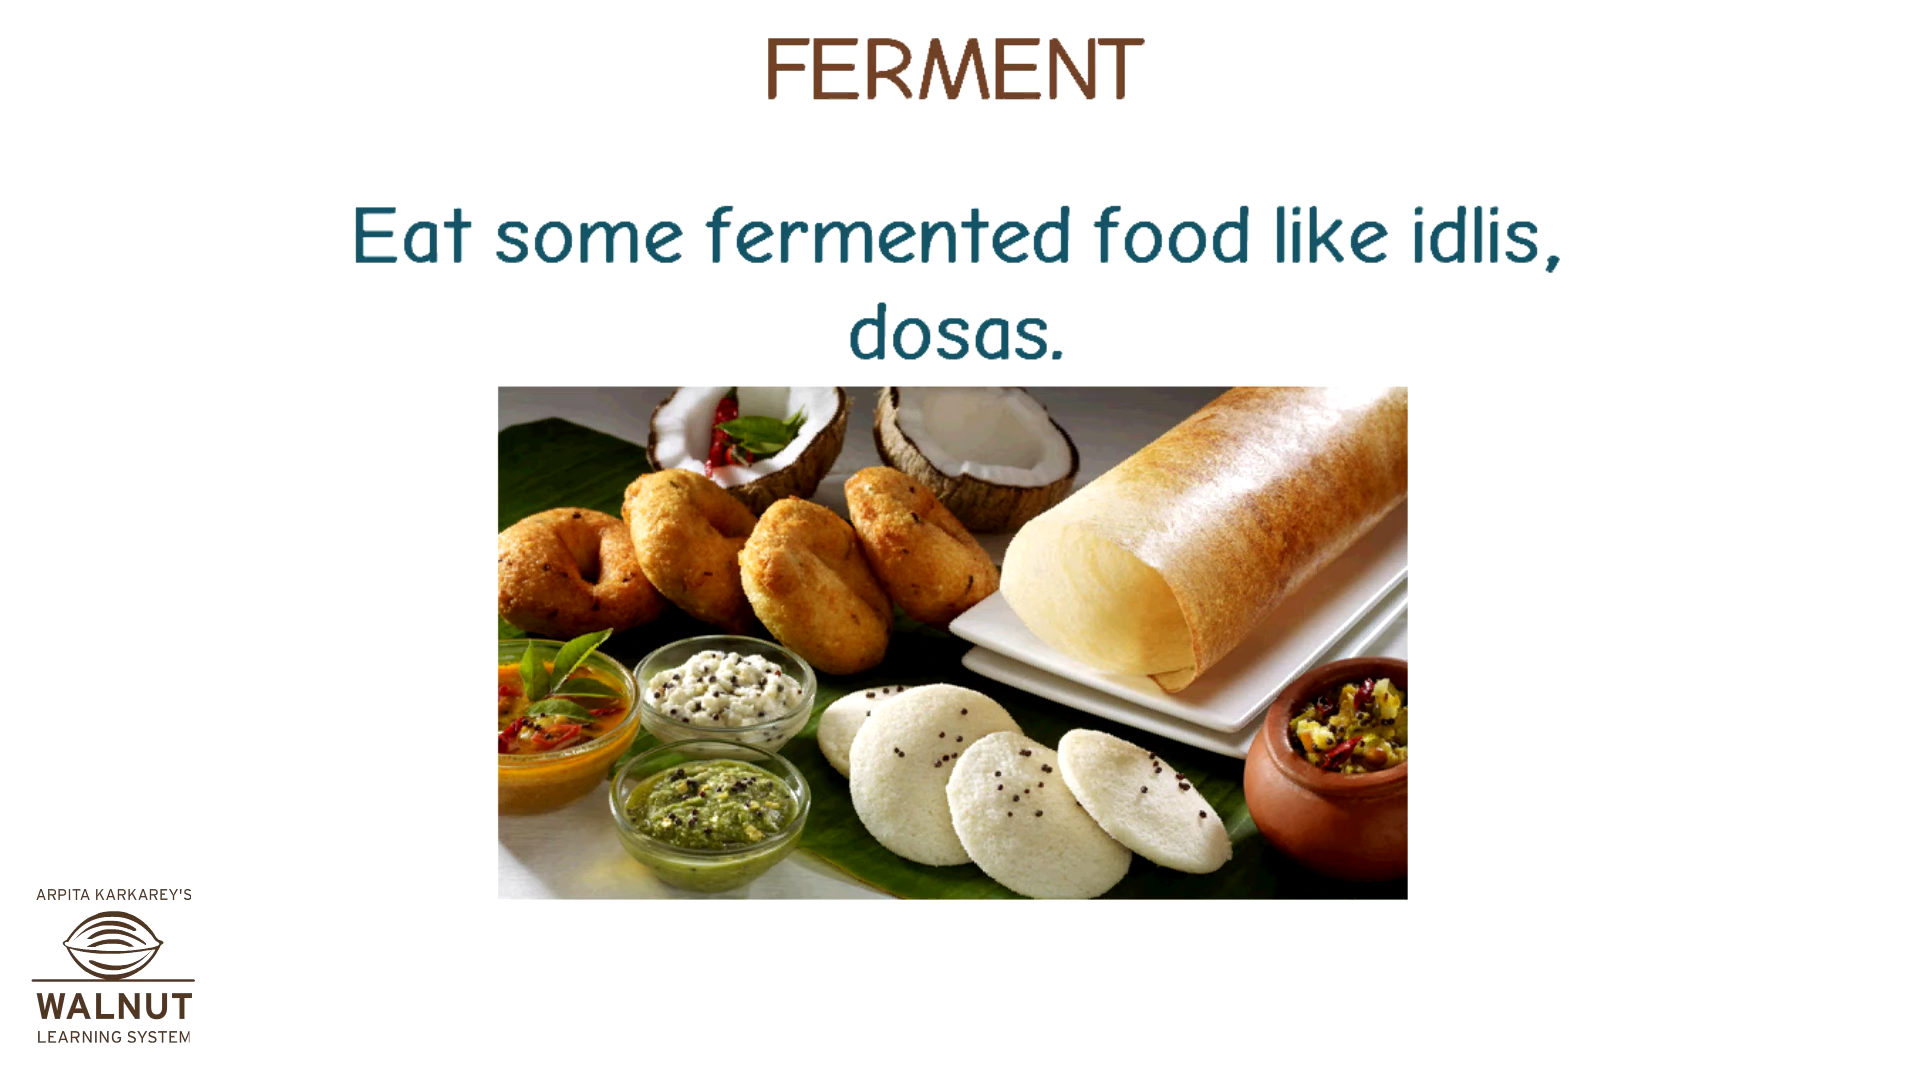 FERMENT
Eat some fermented food like idlis,
dosas.
ARPITA KARKAREY'S
WALNUT
LEARNING SYSTEM